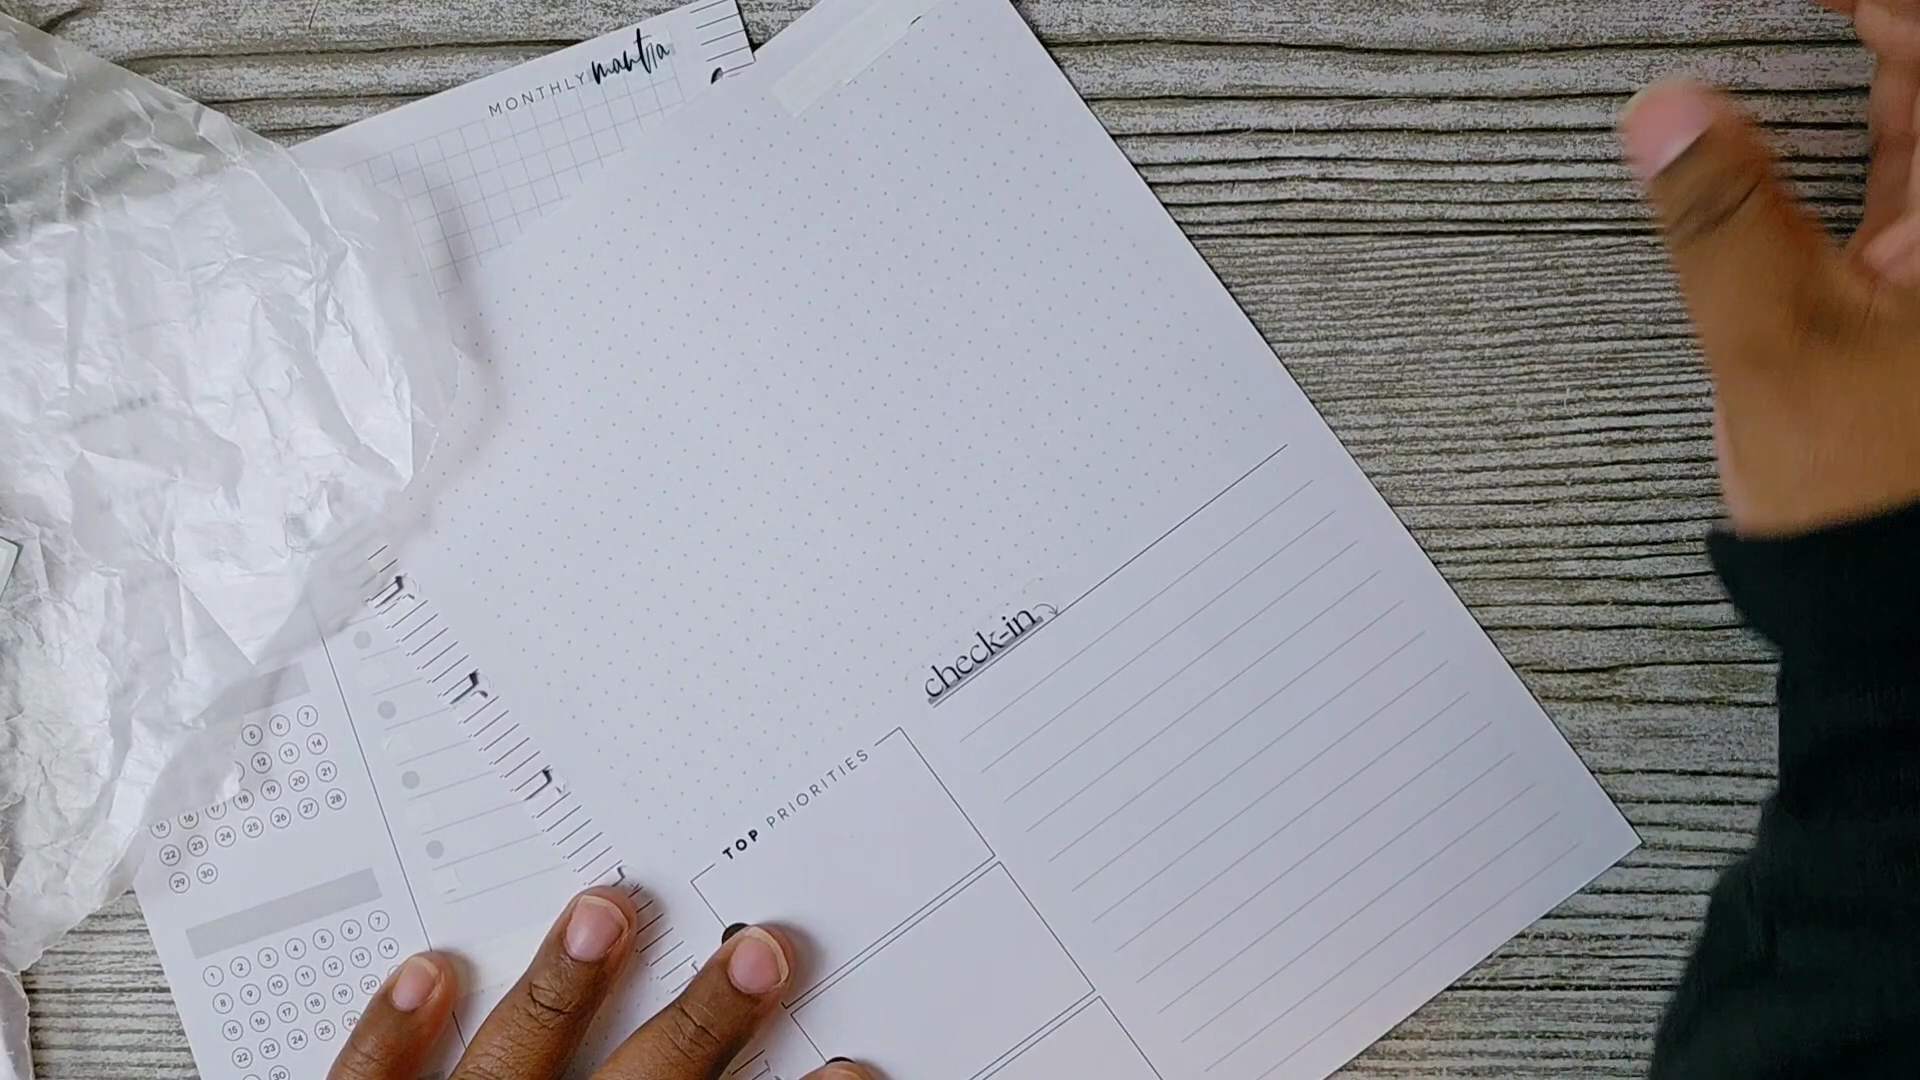 MONTHLY mantra
check-in
TOP PRIORITIES
5 6 7
12 13 14
17 18 19 20 21
15 16 24 25 26 27 28
22 23
29 30
1 2 3 4 5 6 7
8 9 10 11 12 13 14
15 16 17 18 19 20
22 23 24 25 26
30